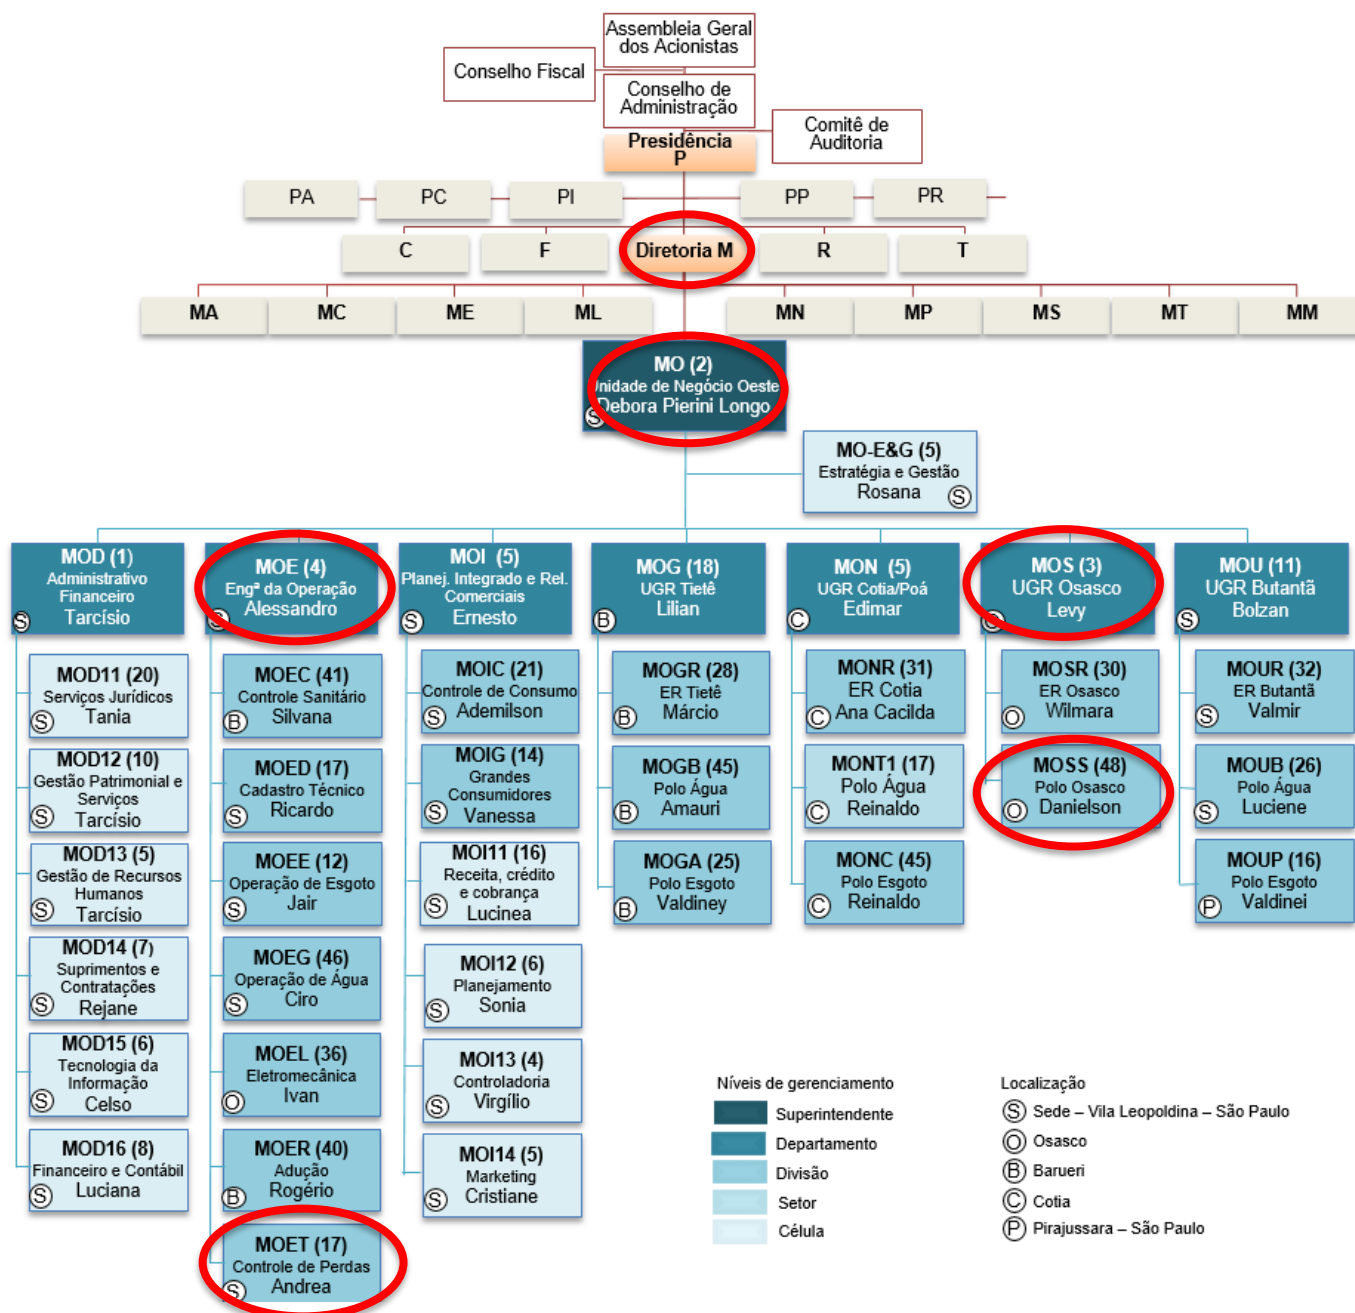 Assembleia Geral
dos Acionistas
Conselho Fiscal
Conselho de
Administração
Comitê de
Auditoria
Presidência
P
PA
PC
PI
PP
PR
C
F
Diretoria M
R
T
MA
MC
ME
ML
MN
MP
MS
MT
MM
MO (2)
Unidade de Negócio Oeste
Debora Pierini Longo
S
MO-E&G (5)
Estratégia e Gestão
Rosana
S
MOD (1)
Administrativo
Financeiro
Tarcísio
S
MOE (4)
Engª da Operação
Alessandro
S
MOI (5)
Planej. Integrado e Rel.
Comerciais
Ernesto
S
MOG (18)
UGR Tietê
Lilian
B
MON (5)
UGR Cotia/Poá
Edimar
C
MOS (3)
UGR Osasco
Levy
O
MOU (11)
UGR Butantã
Bolzan
S
MOD11 (20)
Serviços Jurídicos
Tania
S
MOD12 (10)
Gestão Patrimonial e
Serviços
Tarcísio
S
MOD13 (5)
Gestão de Recursos
Humanos
Tarcísio
S
MOD14 (7)
Suprimentos e
Contratações
Rejane
S
MOD15 (6)
Tecnologia da
Informação
Celso
S
MOD16 (8)
Financeiro e Contábil
Luciana
S
MOEC (41)
Controle Sanitário
Silvana
B
MOED (17)
Cadastro Técnico
Ricardo
S
MOEE (12)
Operação de Esgoto
Jair
S
MOEG (46)
Operação de Água
Ciro
S
MOEL (36)
Eletromecânica
Ivan
O
MOER (40)
Adução
Rogério
B
MOET (17)
Controle de Perdas
Andrea
S
MOIC (21)
Controle de Consumo
Ademilson
S
MOIG (14)
Grandes
Consumidores
Vanessa
S
MOI11 (16)
Receita, crédito
e cobrança
Lucinea
S
MOI12 (6)
Planejamento
Sonia
S
MOI13 (4)
Controladoria
Virgílio
S
MOI14 (5)
Marketing
Cristiane
S
MOGR (28)
ER Tietê
Márcio
B
MOGB (45)
Polo Água
Amauri
B
MOGA (25)
Polo Esgoto
Valdiney
B
MONR (31)
ER Cotia
Ana Cacilda
C
MONT1 (17)
Polo Água
Reinaldo
C
MONC (45)
Polo Esgoto
Reinaldo
C
MOSR (30)
ER Osasco
Wilmara
O
MOSS (48)
Polo Osasco
Danielson
O
MOUR (32)
ER Butantã
Valmir
S
MOUB (26)
Polo Água
Luciene
S
MOUP (16)
Polo Esgoto
Valdinei
P
Níveis de gerenciamento
Superintendente
Departamento
Divisão
Setor
Célula
Localização
S Sede – Vila Leopoldina – São Paulo
O Osasco
B Barueri
C Cotia
P Pirajussara – São Paulo